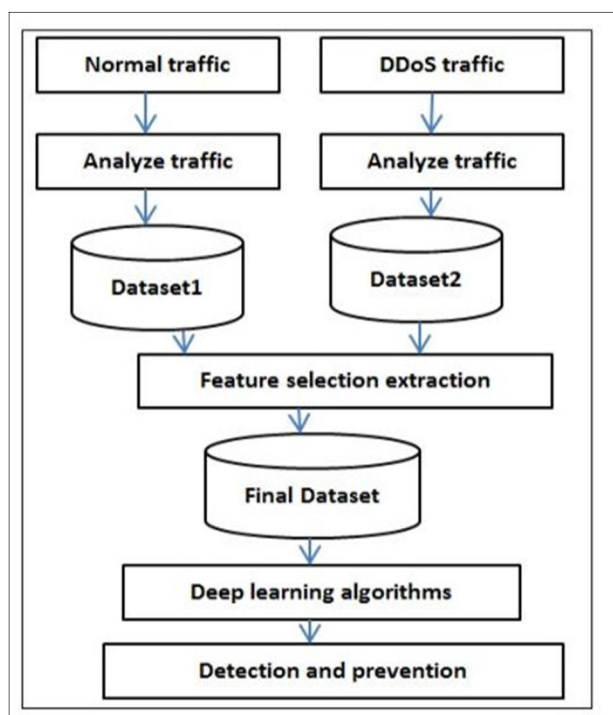 Normal traffic
DDoS traffic
Analyze traffic
Analyze traffic
Dataset1
Dataset2
Feature selection extraction
Final Dataset
Deep learning algorithms
Detection and prevention